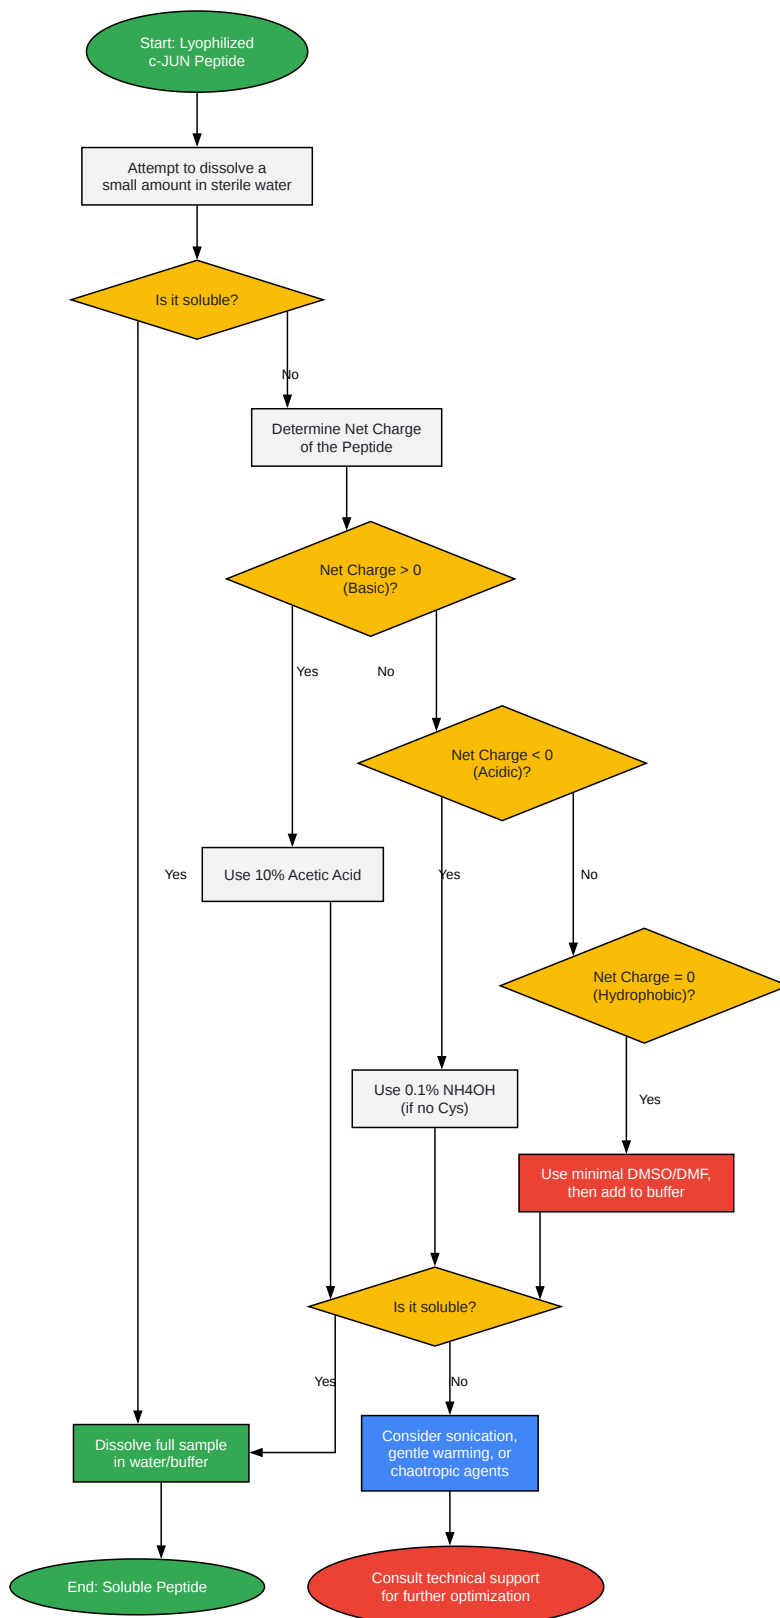 Start: Lyophilized
c-JUN Peptide
Attempt to dissolve a
small amount in sterile water
Is it soluble?
No
Determine Net Charge
of the Peptide
Net Charge > 0
(Basic)?
Yes
No
Net Charge < 0
(Acidic)?
Yes
Use 10% Acetic Acid
Yes
No
Net Charge = 0
(Hydrophobic)?
Use 0.1% NH4OH
(if no Cys)
Yes
Use minimal DMSO/DMF,
then add to buffer
Is it soluble?
Yes
No
Dissolve full sample
in water/buffer
Consider sonication,
gentle warming, or
chaotropic agents
End: Soluble Peptide
Consult technical support
for further optimization